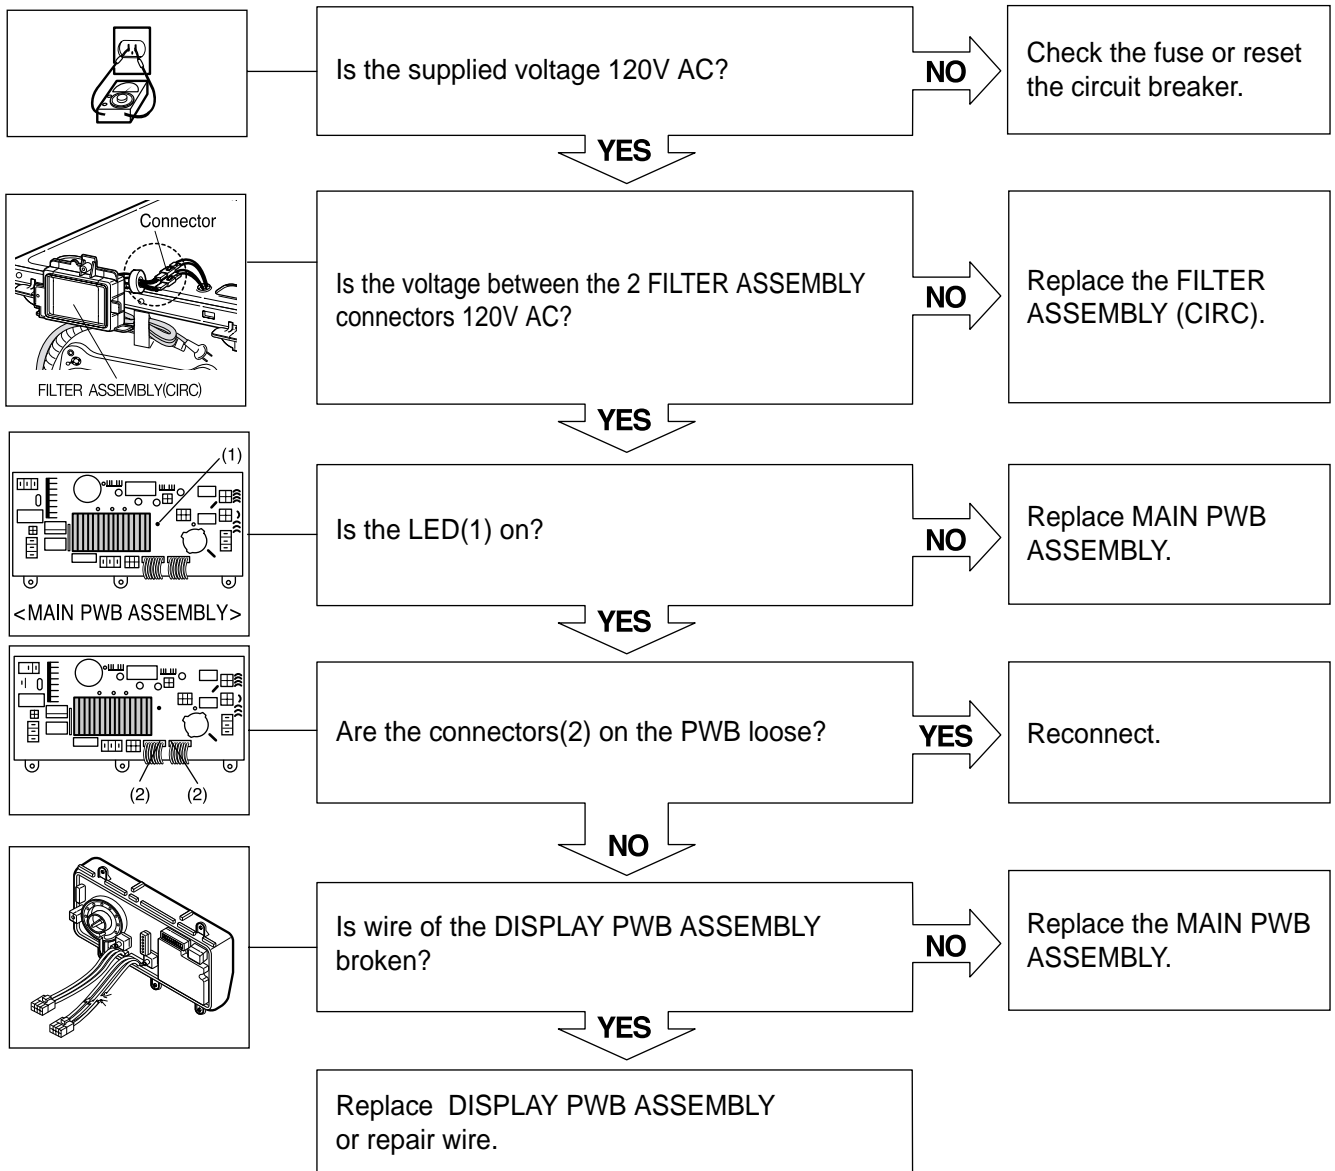 Is the supplied voltage 120V AC?
NO
Check the fuse or reset
the circuit breaker.
YES
Connector
FILTER ASSEMBLY(CIRC)
Is the voltage between the 2 FILTER ASSEMBLY
connectors 120V AC?
NO
Replace the FILTER
ASSEMBLY (CIRC).
YES
(1)
<MAIN PWB ASSEMBLY>
Is the LED(1) on?
NO
Replace MAIN PWB
ASSEMBLY.
YES
(2) (2)
Are the connectors(2) on the PWB loose?
YES
Reconnect.
NO
Is wire of the DISPLAY PWB ASSEMBLY
broken?
NO
Replace the MAIN PWB
ASSEMBLY.
YES
Replace DISPLAY PWB ASSEMBLY
or repair wire.